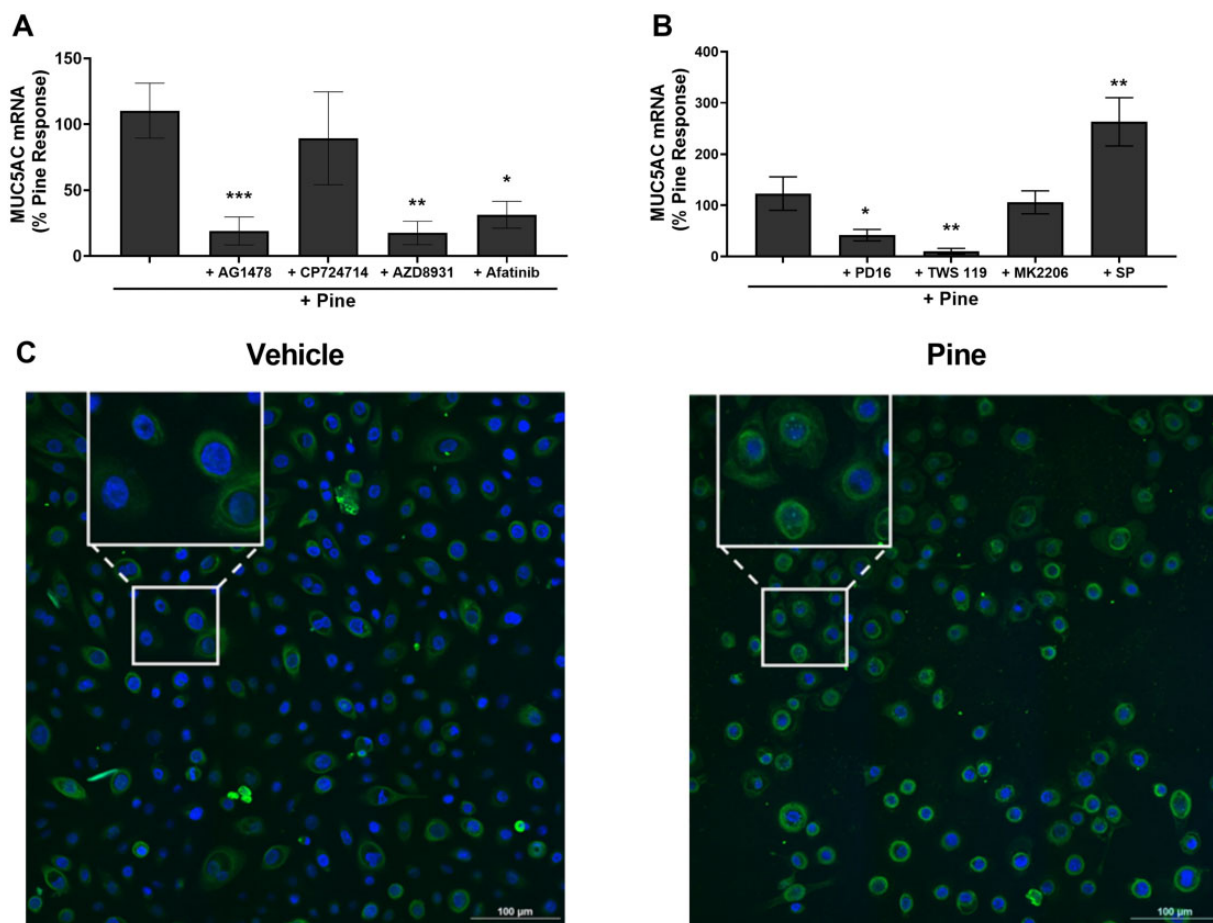 A
MUC5AC mRNA
(% Pine Response)
150
100
50
0
***
**
*
+ AG1478
+ CP724714
+ AZD8931
+ Afatinib
+ Pine
B
MUC5AC mRNA
(% Pine Response)
400
300
200
100
0
*
**
**
+ PD16
+ TWS 119
+ MK2206
+ SP
+ Pine
C
Vehicle
Pine
100 µm
100 µm